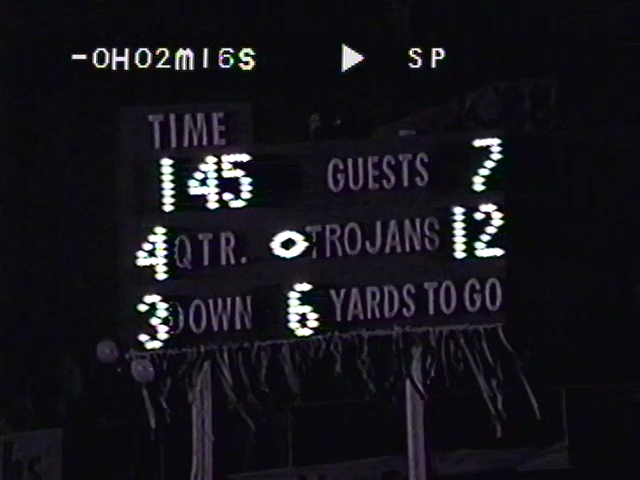 -0H02M16S ▶ SP
TIME
145 GUESTS 7
4 QTR. TROJANS 12
3 DOWN 6 YARDS TO GO